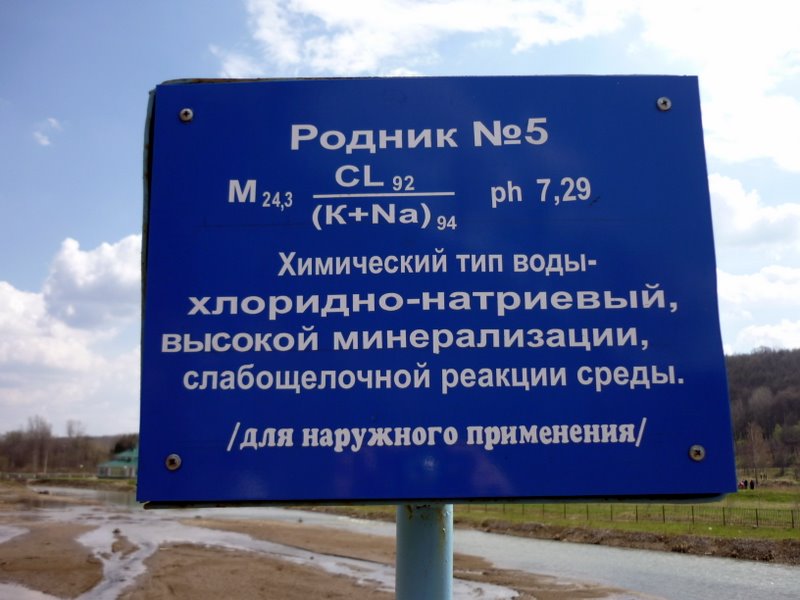 Родник №5
М 24,3 CL 92 ph 7,29
(К+Na) 94
Химический тип воды-
хлоридно-натриевый,
высокой минерализации,
слабощелочной реакции среды.
/для наружного применения/